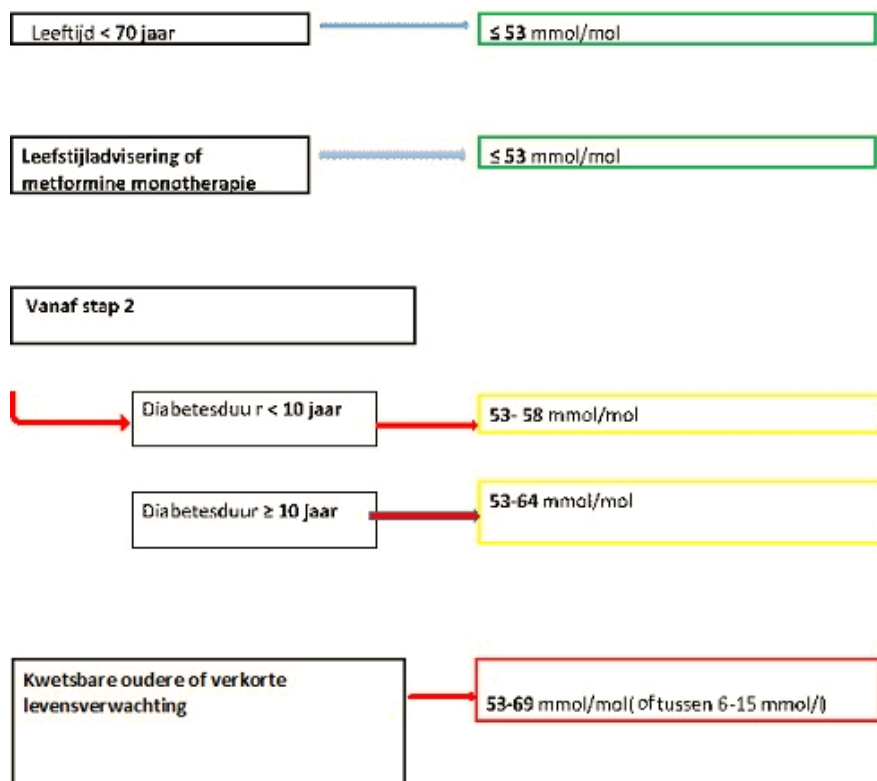 Leeftijd < 70 jaar
≤ 53 mmol/mol
Leefstijladvisering of
metformine monotherapie
≤ 53 mmol/mol
Vanaf stap 2
Diabetesduur < 10 jaar
53- 58 mmol/mol
Diabetesduur ≥ 10 jaar
53-64 mmol/mol
Kwetsbare oudere of verkorte
levensverwachting
53-69 mmol/mol( of tussen 6-15 mmol/l)